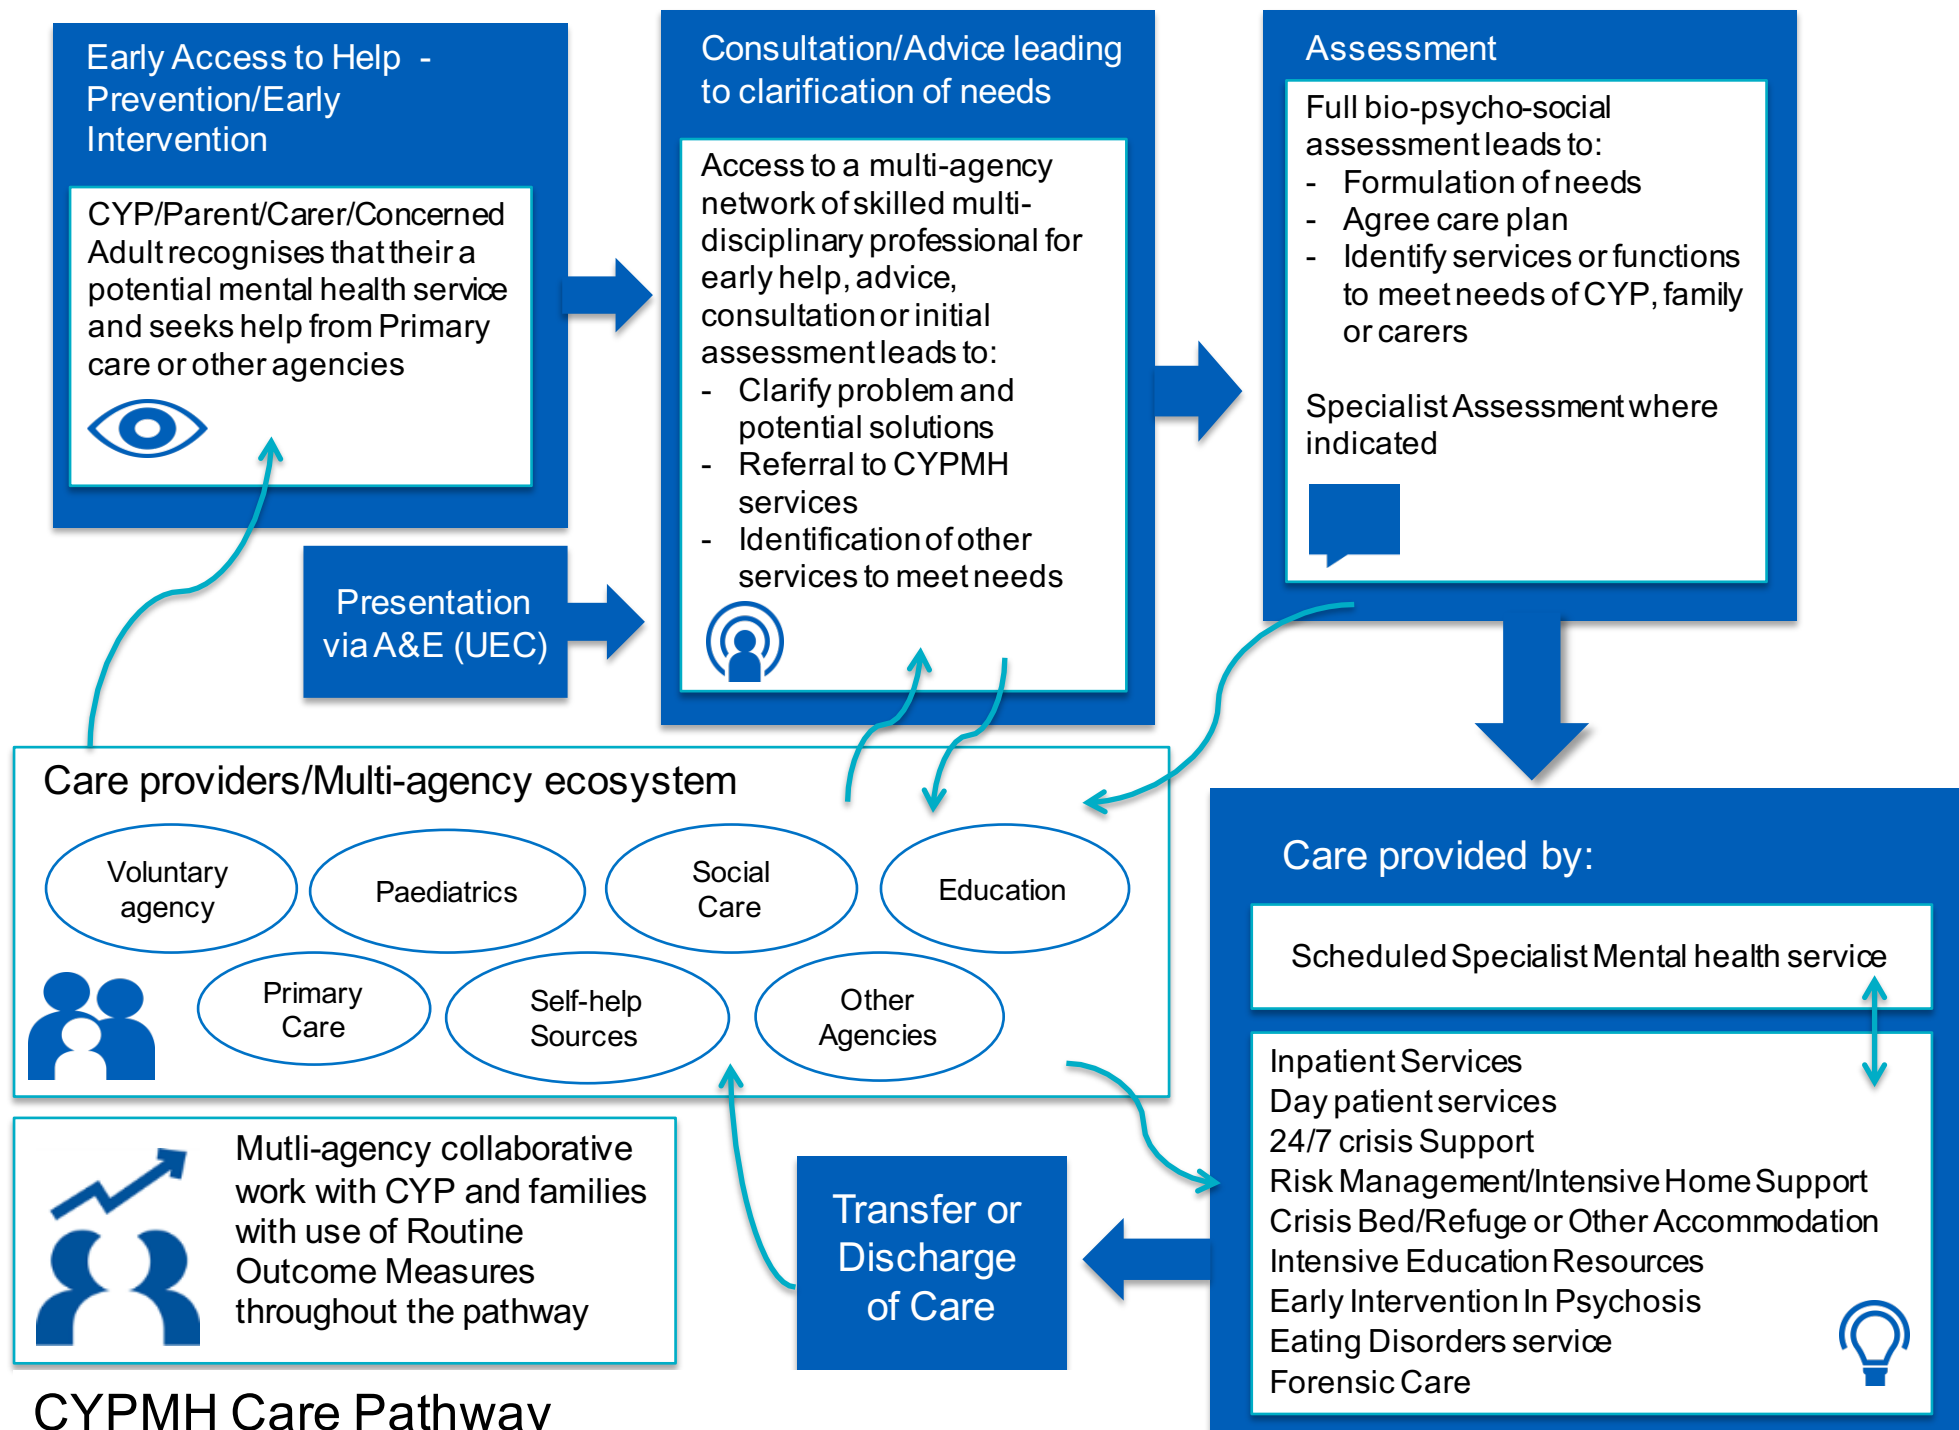 Early Access to Help -
Prevention/Early
Intervention
CYP/Parent/Carer/Concerned
Adult recognises that their a
potential mental health service
and seeks help from Primary
care or other agencies
Consultation/Advice leading
to clarification of needs
Access to a multi-agency
network of skilled multi-
disciplinary professional for
early help, advice,
consultation or initial
assessment leads to:
- Clarify problem and
potential solutions
- Referral to CYPMH
services
- Identification of other
services to meet needs
Assessment
Full bio-psycho-social
assessment leads to:
- Formulation of needs
- Agree care plan
- Identify services or functions
to meet needs of CYP, family
or carers
Specialist Assessment where
indicated
Presentation
via A&E (UEC)
Care providers/Multi-agency ecosystem
Voluntary
agency
Paediatrics
Social
Care
Education
Primary
Care
Self-help
Sources
Other
Agencies
Care provided by:
Scheduled Specialist Mental health service
Inpatient Services
Day patient services
24/7 crisis Support
Risk Management/Intensive Home Support
Crisis Bed/Refuge or Other Accommodation
Intensive Education Resources
Early Intervention In Psychosis
Eating Disorders service
Forensic Care
Transfer or
Discharge
of Care
Mutli-agency collaborative
work with CYP and families
with use of Routine
Outcome Measures
throughout the pathway
CYPMH Care Pathway